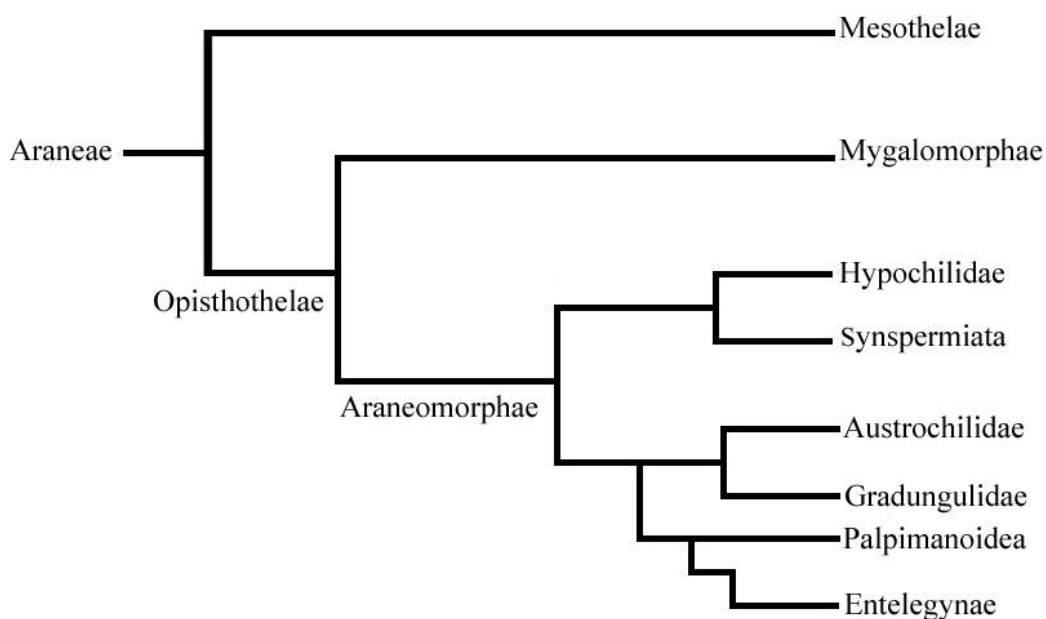 Mesothelae
Araneae
Mygalomorphae
Opisthothelae
Hypochilidae
Synspermiata
Araneomorphae
Austrochilidae
Gradungulidae
Palpimanoidea
Entelegynae